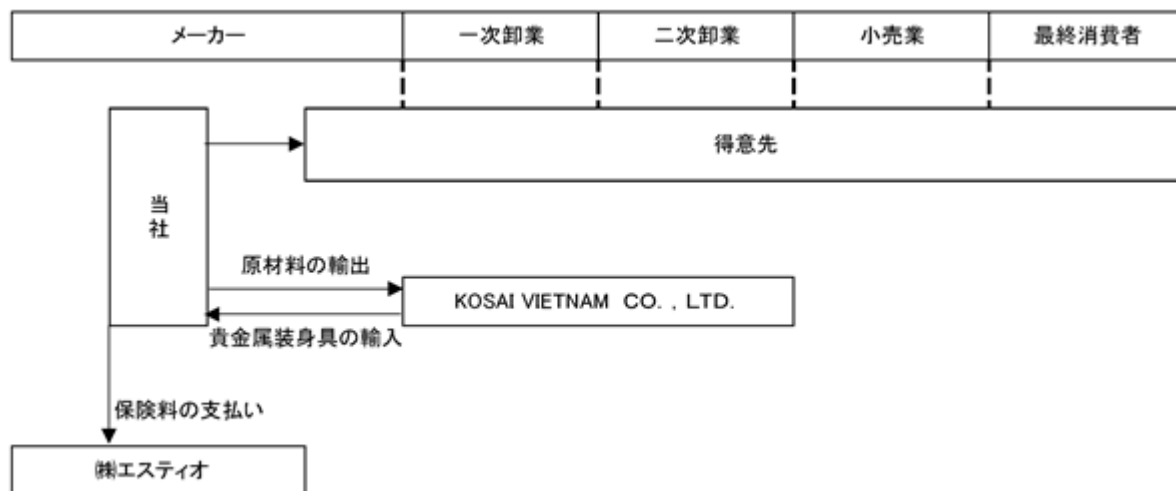 メーカー 一次卸業 二次卸業 小売業 最終消費者
得意先
当社
原材料の輸出
KOSAI VIETNAM CO.,LTD.
貴金属装身具の輸入
保険料の支払い
㈱エスティオ